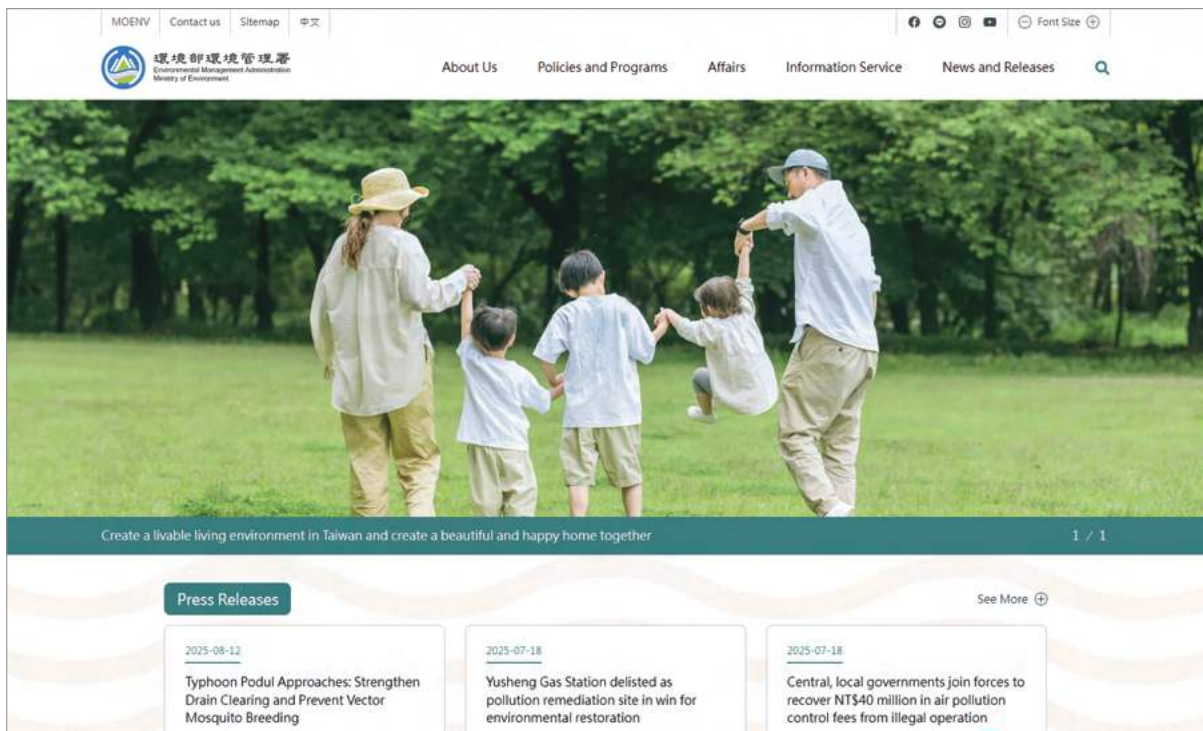 MOENV Contact us Sitemap 中文 Font Size
環境部環境管理署
Environmental Management Administration
Ministry of Environment
About Us Policies and Programs Affairs Information Service News and Releases
Create a livable living environment in Taiwan and create a beautiful and happy home together 1 / 1
Press Releases See More
2025-08-12
Typhoon Podul Approaches: Strengthen
Drain Clearing and Prevent Vector
Mosquito Breeding
2025-07-18
Yusheng Gas Station delisted as
pollution remediation site in win for
environmental restoration
2025-07-18
Central, local governments join forces to
recover NT$40 million in air pollution
control fees from illegal operation